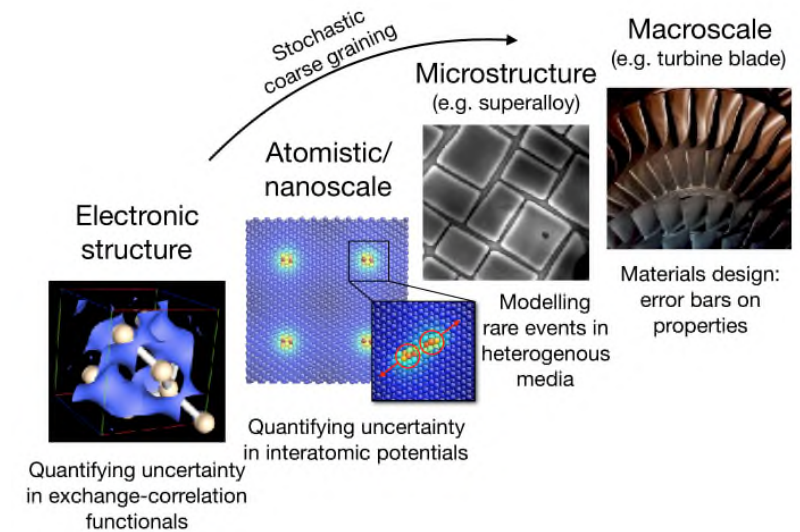 Stochastic
coarse graining
Macroscale
(e.g. turbine blade)
Microstructure
(e.g. superalloy)
Atomistic/
nanoscale
Electronic
structure
Materials design:
error bars on
properties
Modelling
rare events in
heterogenous
media
Quantifying uncertainty
in interatomic potentials
Quantifying uncertainty
in exchange-correlation
functionals